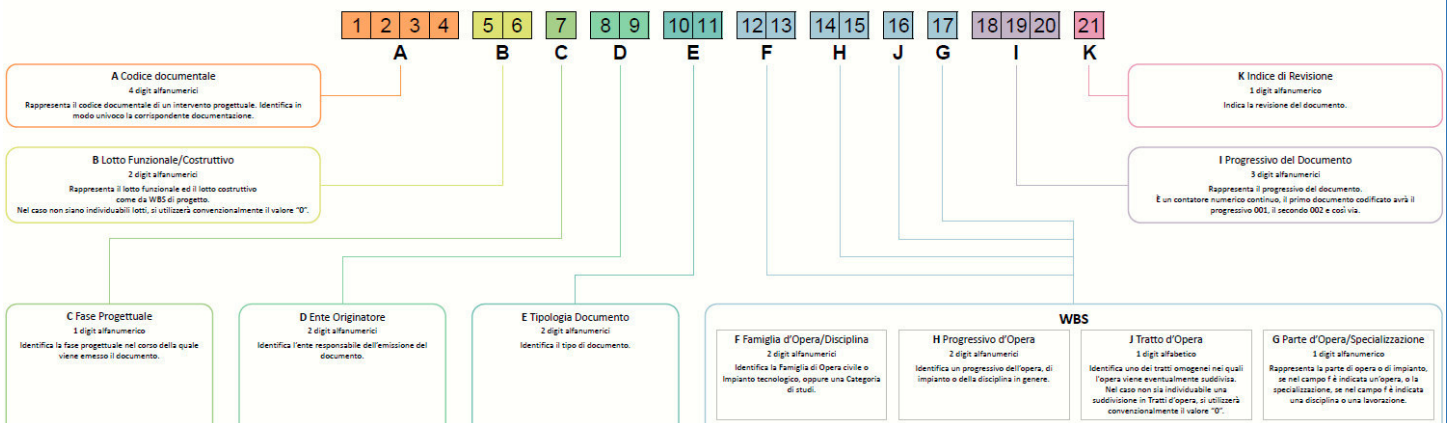 1 2 3 4 5 6 7 8 9 10 11 12 13 14 15 16 17 18 19 20 21
A B C D E F H J G I K
A Codice documentale
4 digit alfanumerici
Rappresenta il codice documentale di un intervento progettuale. Identifica in
modo univoco la corrispondente documentazione.
K Indice di Revisione
1 digit alfanumerico
Indica la revisione del documento.
B Lotto Funzionale/Costruttivo
2 digit alfanumerici
Rappresenta il lotto funzionale ed il lotto costruttivo
come da WBS di progetto.
Nel caso non siano individuabili lotti, si utilizzerà convenzionalmente il valore "0".
I Progressivo del Documento
3 digit alfanumerici
Rappresenta il progressivo del documento.
È un contatore numerico continuo, il primo documento codificato avrà il
progressivo 001, il secondo 002 e così via.
C Fase Progettuale
1 digit alfanumerico
Identifica la fase progettuale nel corso della quale
viene emesso il documento.
D Ente Originatore
2 digit alfanumerici
Identifica l'ente responsabile dell'emissione del
documento.
E Tipologia Documento
2 digit alfanumerici
Identifica il tipo di documento.
WBS
F Famiglia d'Opera/Disciplina
2 digit alfanumerici
Identifica la Famiglia di Opera civile o
Impianto tecnologico, oppure una Categoria
di studi.
H Progressivo d'Opera
2 digit alfanumerici
Identifica un progressivo dell'opera, di
impianto o della disciplina in genere.
J Tratto d'Opera
1 digit alfabetico
Identifica uno dei tratti omogenei nei quali
l'opera viene eventualmente suddivisa.
Nel caso non sia individuabile una
suddivisione in Tratti d'opera, si utilizzerà
convenzionalmente il valore "0".
G Parte d'Opera/Specializzazione
1 digit alfanumerico
Rappresenta la parte di opera o di impianto,
se nel campo f è indicata un'opera, o la
specializzazione, se nel campo f è indicata
una disciplina o una lavorazione.